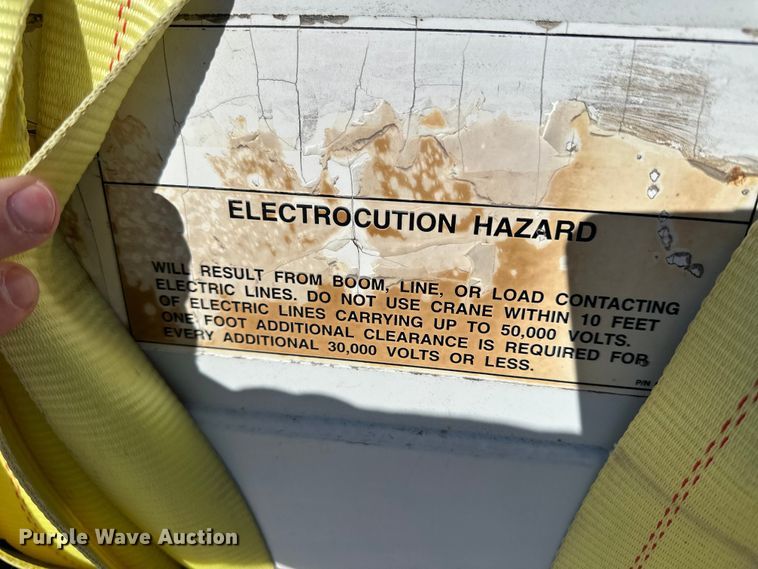 ELECTROCUTION HAZARD
WILL RESULT FROM BOOM, LINE, OR LOAD CONTACTING
ELECTRIC LINES. DO NOT USE CRANE WITHIN 10 FEET
OF ELECTRIC LINES CARRYING UP TO 50,000 VOLTS.
ONE FOOT ADDITIONAL CLEARANCE IS REQUIRED FOR
EVERY ADDITIONAL 30,000 VOLTS OR LESS.
P/N
Purple Wave Auction